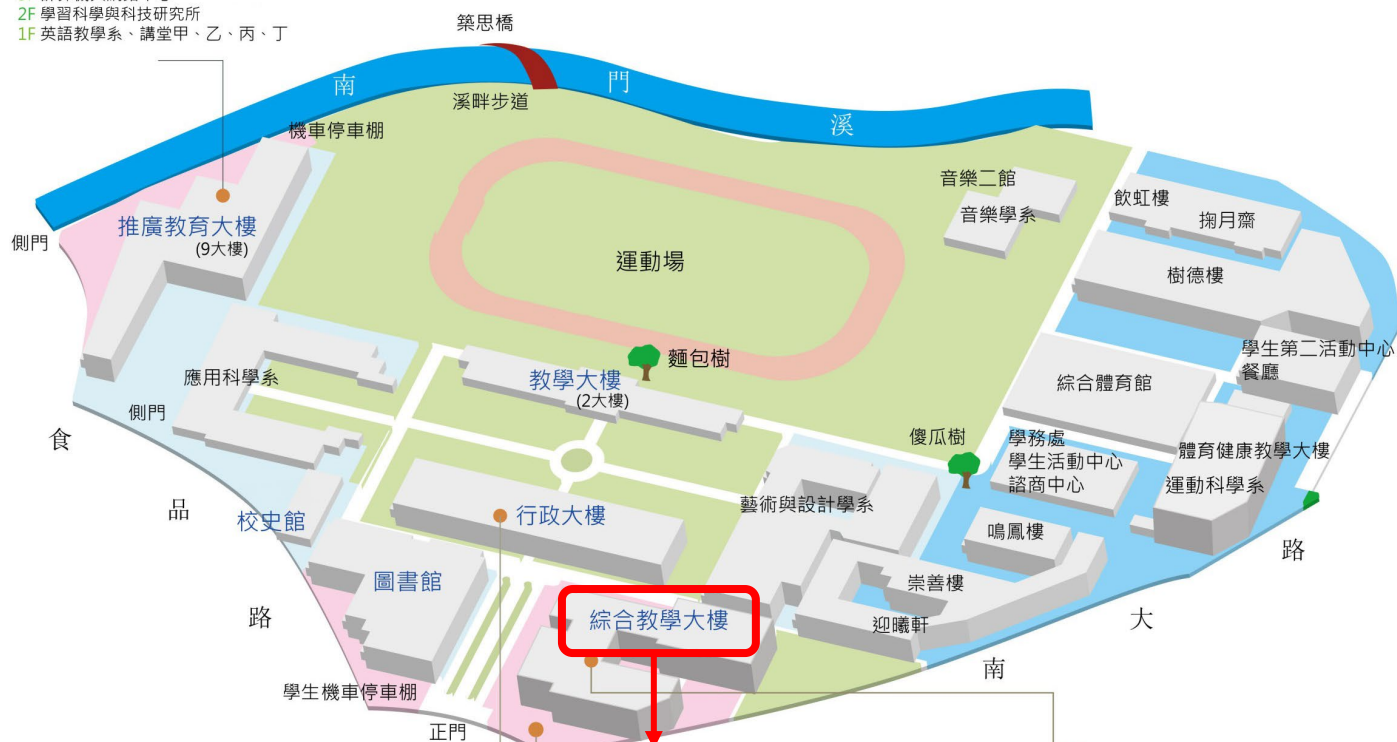 2F 學習科學與科技研究所
1F 英語教學系、講堂甲、乙、丙、丁
築思橋
南
門
溪
溪畔步道
機車停車棚
音樂二館
音樂學系
飲虹樓
掬月齋
推廣教育大樓
(9大樓)
側門
運動場
樹德樓
麵包樹
學生第二活動中心
餐廳
應用科學系
教學大樓
(2大樓)
綜合體育館
側門
食
品
路
傻瓜樹
學務處
學生活動中心
諮商中心
體育健康教學大樓
運動科學系
藝術與設計學系
校史館
行政大樓
鳴鳳樓
路
圖書館
崇善樓
綜合教學大樓
迎曦軒
大
南
學生機車停車棚
正門